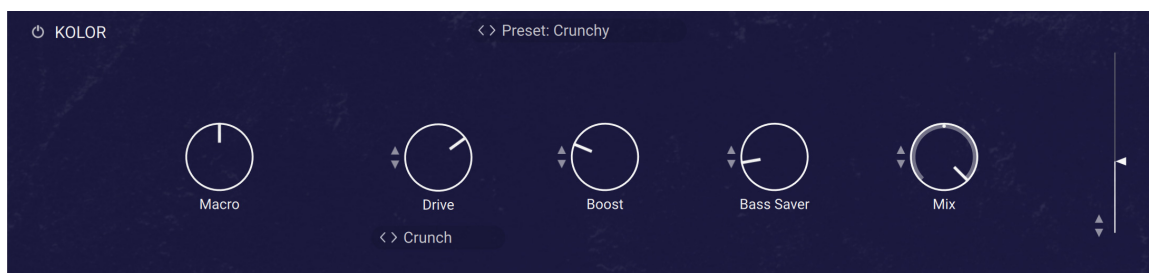 KOLOR
Preset: Crunchy
Macro
Drive
Boost
Bass Saver
Mix
Crunch